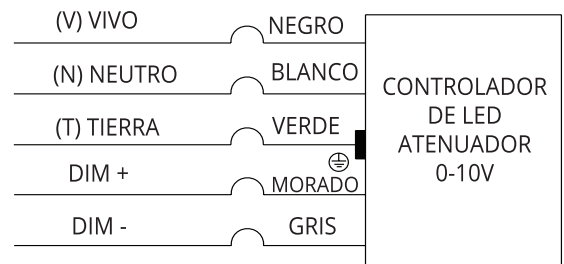 (V) VIVO NEGRO
(N) NEUTRO BLANCO
(T) TIERRA VERDE
DIM + MORADO
DIM - GRIS
CONTROLADOR
DE LED
ATENUADOR
0-10V